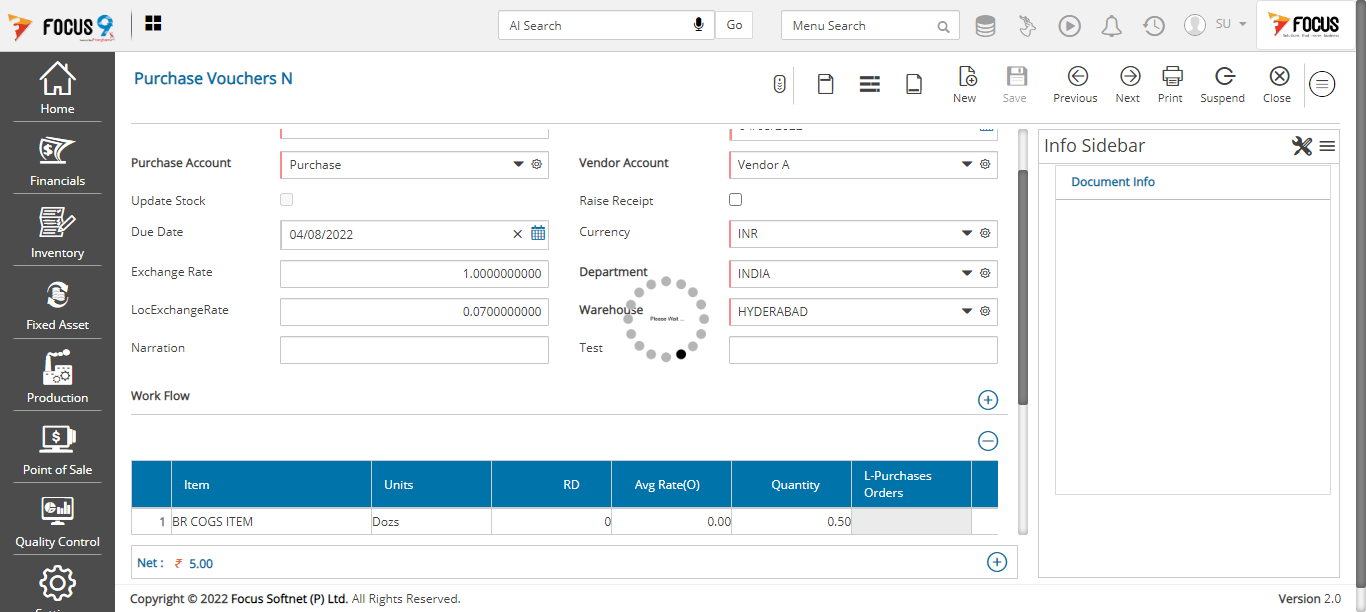 FOCUS 9
AI Search
Go
Menu Search
SU
FOCUS
Purchase Vouchers N
New
Save
Previous
Next
Print
Suspend
Close
Home
Financials
Inventory
Fixed Asset
Production
Point of Sale
Quality Control
Purchase Account
Purchase
Vendor Account
Vendor A
Update Stock
Raise Receipt
Due Date
04/08/2022
Currency
INR
Exchange Rate
1.0000000000
Department
INDIA
LocExchangeRate
0.0700000000
Warehouse
HYDERABAD
Please Wait ...
Narration
Test
Work Flow
Item Units RD Avg Rate(O) Quantity L-Purchases
Orders
1 BR COGS ITEM Dozs 0 0.00 0.50
Net : ₹ 5.00
Info Sidebar
Document Info
Copyright © 2022 Focus Softnet (P) Ltd. All Rights Reserved.
Version 2.0